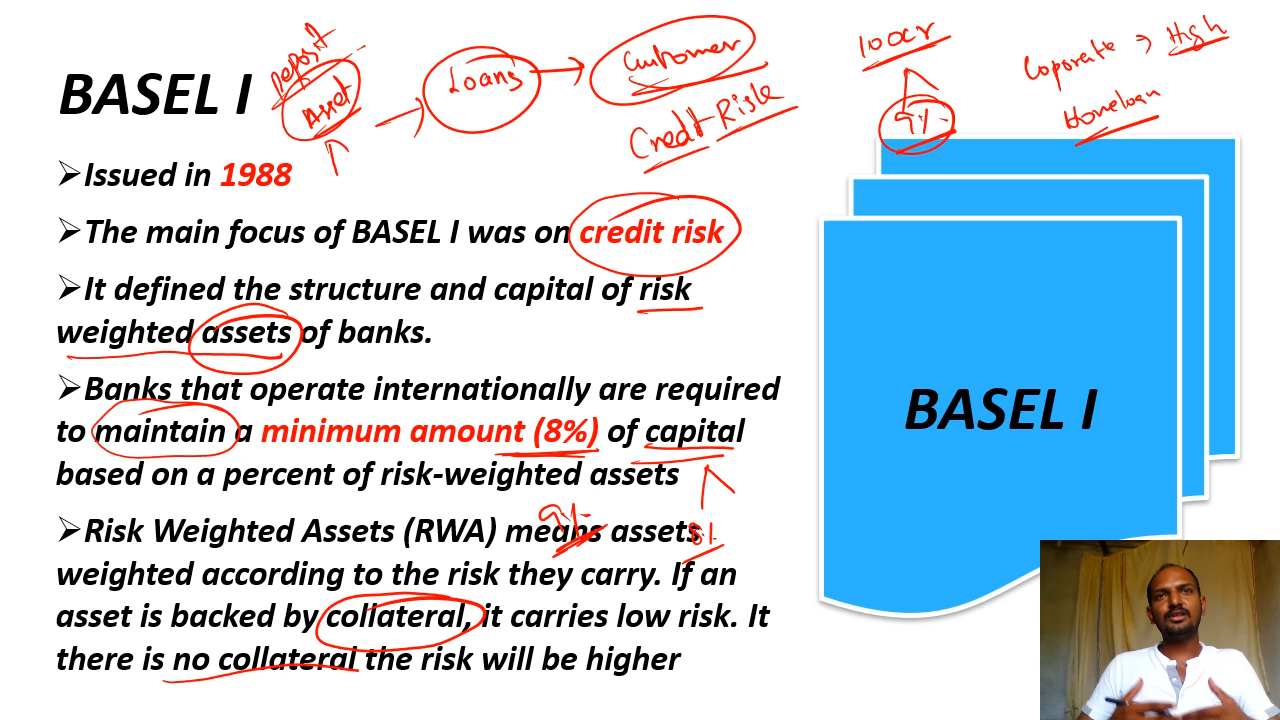 BASEL I
Deposit
Asset
Loans
Customer
Credit Risk
100cr
9%
Coporate → High
Homeloan
➢Issued in 1988
➢The main focus of BASEL I was on credit risk
➢It defined the structure and capital of risk
weighted assets of banks.
➢Banks that operate internationally are required
to maintain a minimum amount (8%) of capital
based on a percent of risk-weighted assets
9%
8%
➢Risk Weighted Assets (RWA) means assets
weighted according to the risk they carry. If an
asset is backed by collateral, it carries low risk. It
there is no collateral the risk will be higher
BASEL I